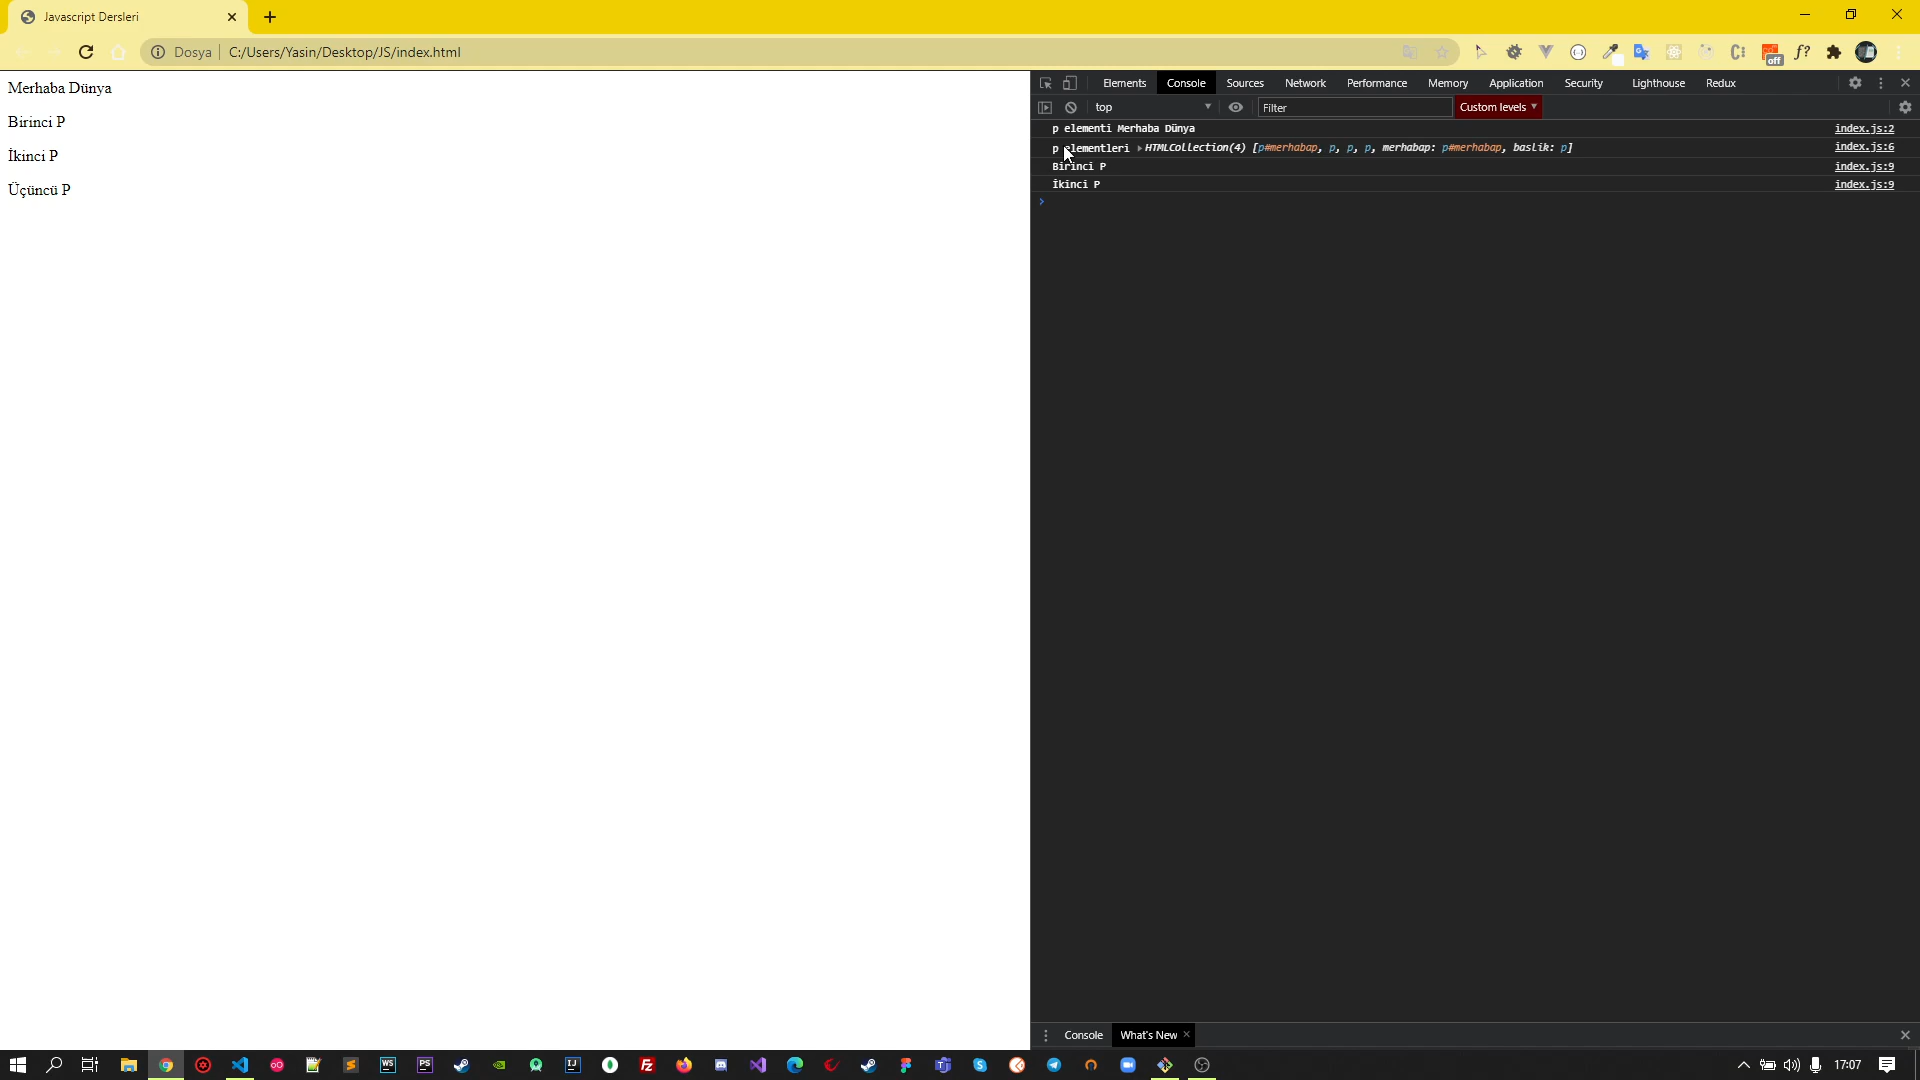 Javascript Dersleri
Dosya C:/Users/Yasin/Desktop/JS/index.html
off
f?
Merhaba Dünya
Birinci P
İkinci P
Üçüncü P
Elements Console Sources Network Performance Memory Application Security Lighthouse Redux
top Filter Custom levels
p elementi Merhaba Dünya index.js:2
p elementleri HTMLCollection(4) [p#merhabap, p, p, p, merhabap: p#merhabap, baslik: p] index.js:6
Birinci P index.js:9
İkinci P index.js:9
Console What's New
17:07